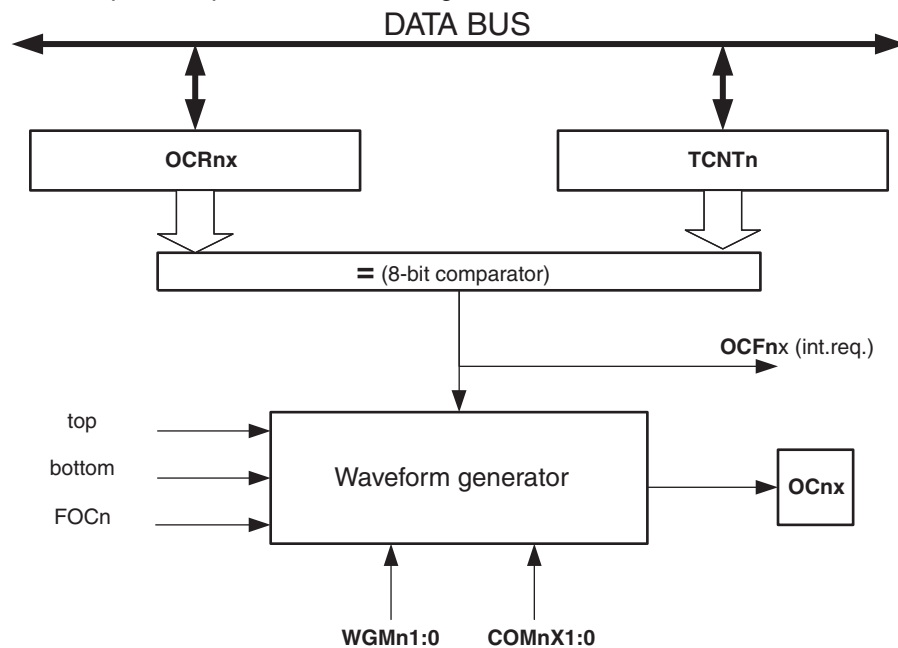 DATA BUS
OCRnx
TCNTn
= (8-bit comparator)
OCFnx (int.req.)
top
bottom
FOCn
Waveform generator
OCnx
WGMn1:0
COMnX1:0